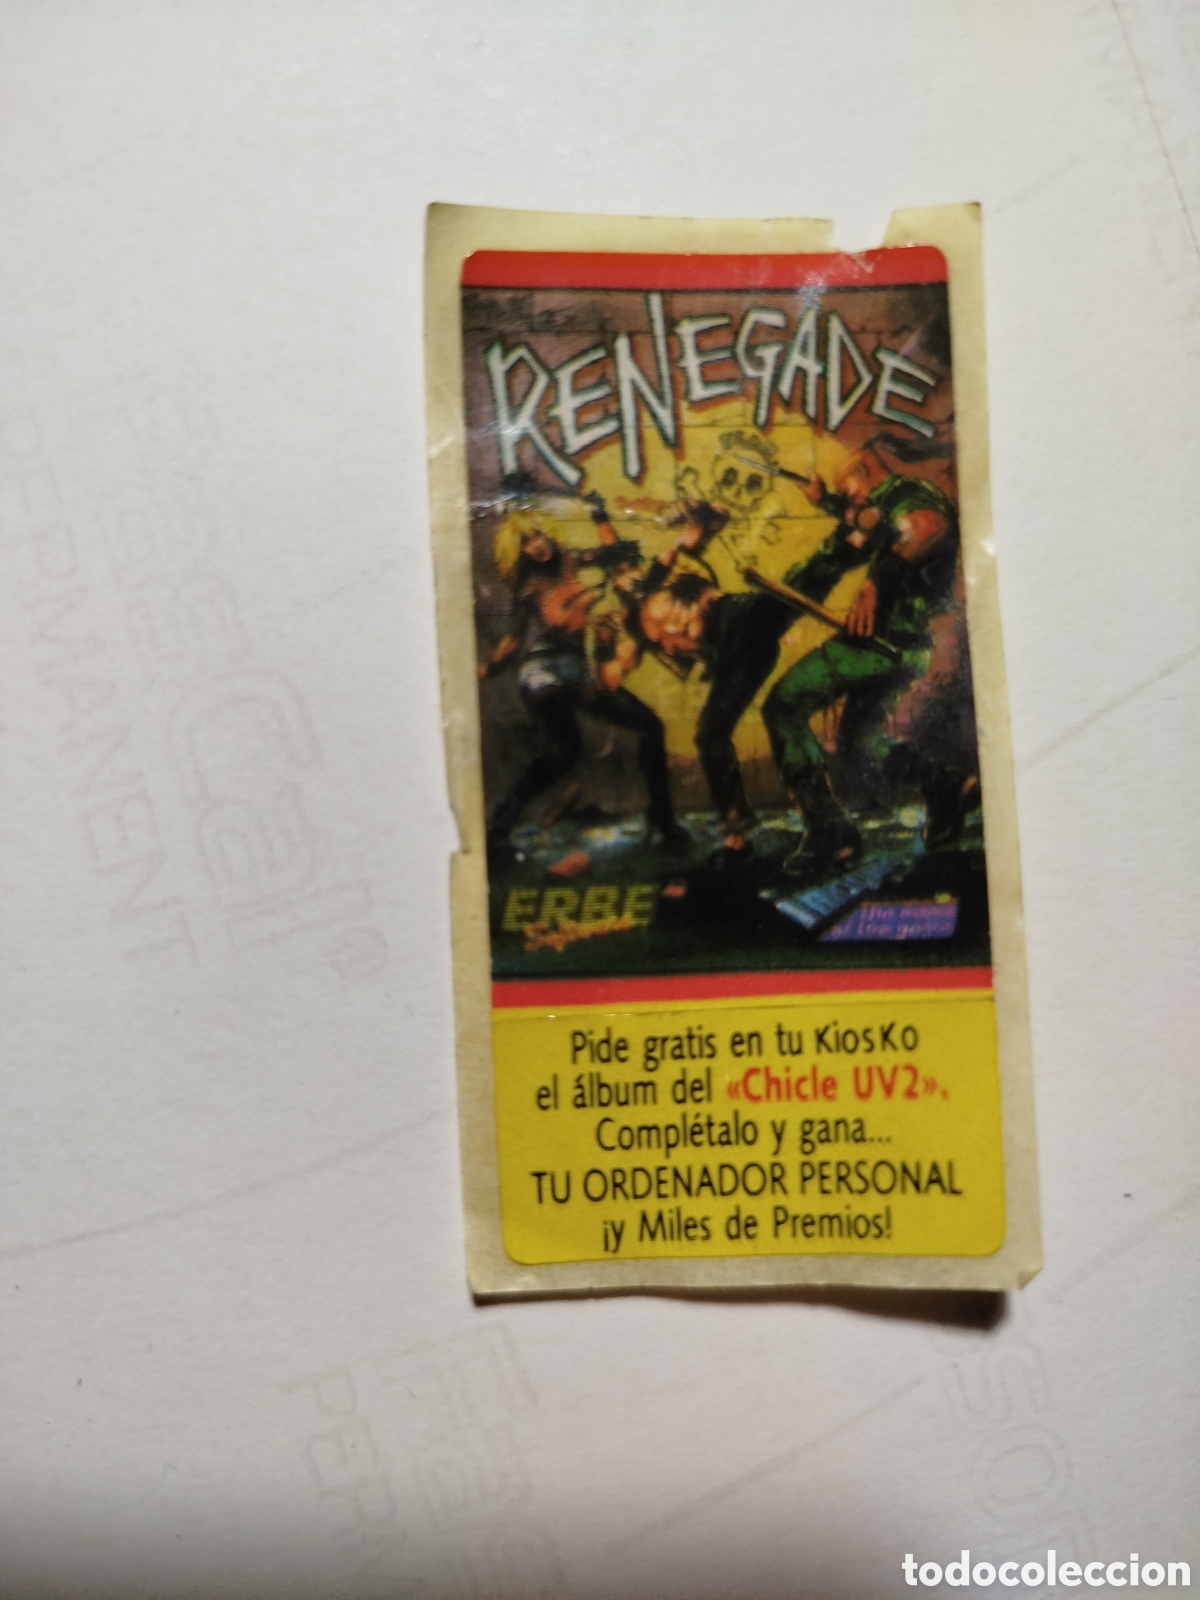 RENEGADE
ERBE
Software
Pide gratis en tu KiosKo
el álbum del «Chicle UV2».
Complétalo y gana...
TU ORDENADOR PERSONAL
¡y Miles de Premios!
todocoleccion